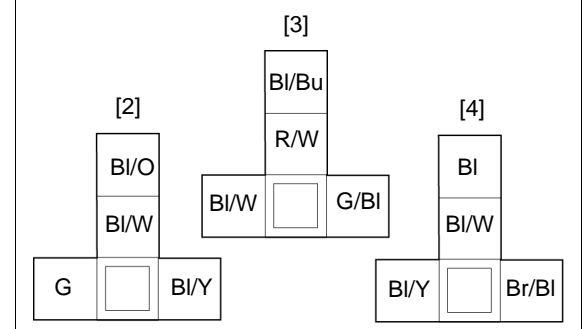 [3]
Bl/Bu
R/W
Bl/W G/Bl
[2]
Bl/O
Bl/W
G Bl/Y
[4]
Bl
Bl/W
Bl/Y Br/Bl